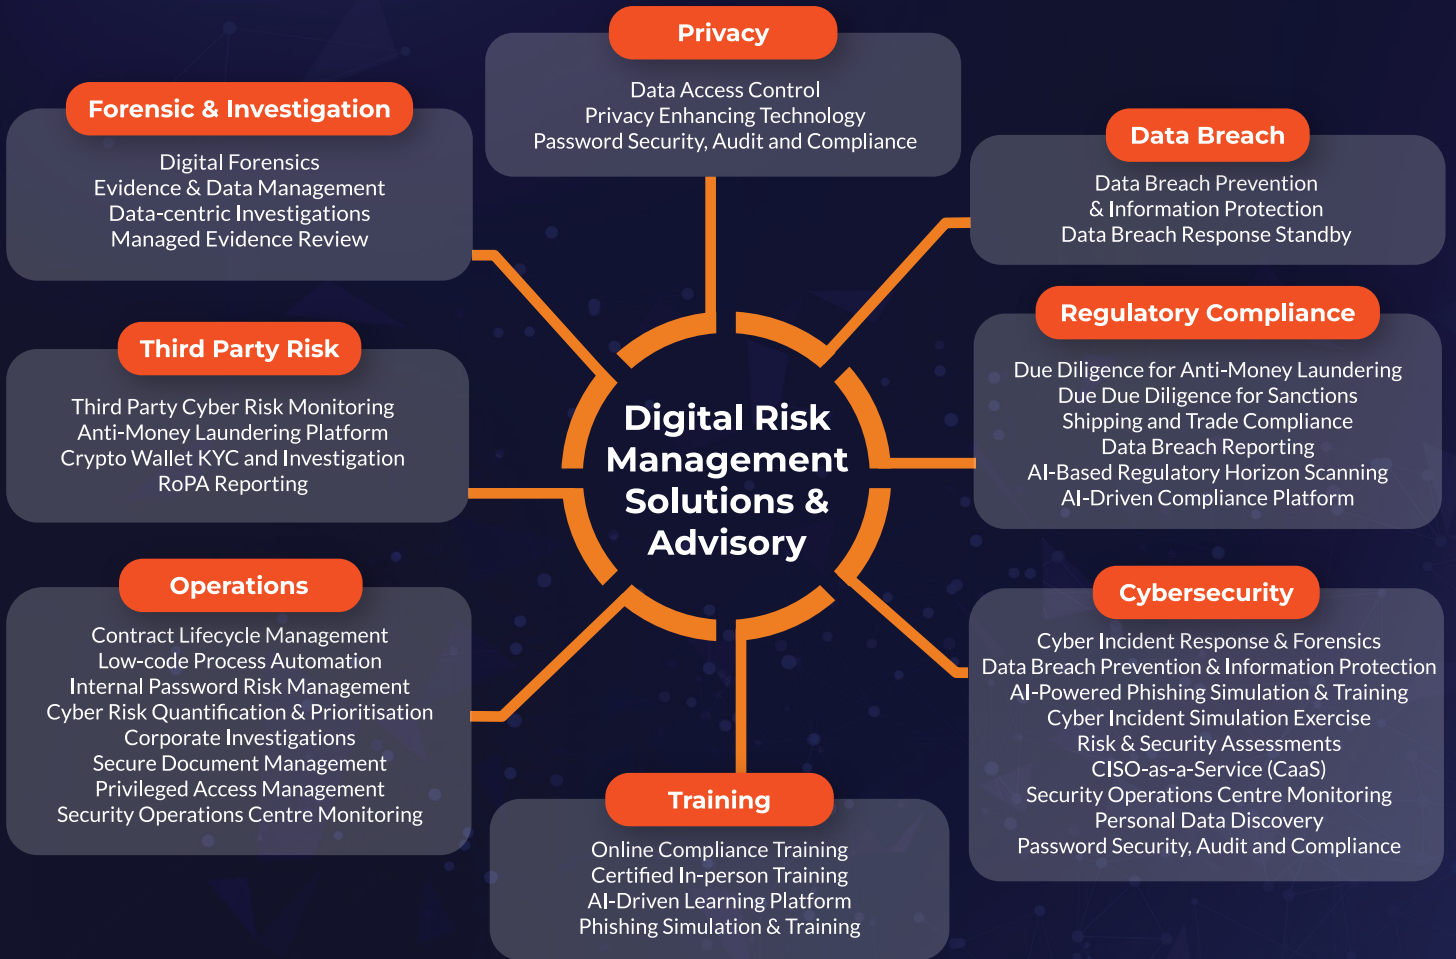 Privacy
Data Access Control
Privacy Enhancing Technology
Password Security, Audit and Compliance
Forensic & Investigation
Digital Forensics
Evidence & Data Management
Data-centric Investigations
Managed Evidence Review
Data Breach
Data Breach Prevention
& Information Protection
Data Breach Response Standby
Third Party Risk
Third Party Cyber Risk Monitoring
Anti-Money Laundering Platform
Crypto Wallet KYC and Investigation
RoPA Reporting
Digital Risk
Management
Solutions &
Advisory
Regulatory Compliance
Due Diligence for Anti-Money Laundering
Due Due Diligence for Sanctions
Shipping and Trade Compliance
Data Breach Reporting
AI-Based Regulatory Horizon Scanning
AI-Driven Compliance Platform
Operations
Contract Lifecycle Management
Low-code Process Automation
Internal Password Risk Management
Cyber Risk Quantification & Prioritisation
Corporate Investigations
Secure Document Management
Privileged Access Management
Security Operations Centre Monitoring
Cybersecurity
Cyber Incident Response & Forensics
Data Breach Prevention & Information Protection
AI-Powered Phishing Simulation & Training
Cyber Incident Simulation Exercise
Risk & Security Assessments
CISO-as-a-Service (CaaS)
Security Operations Centre Monitoring
Personal Data Discovery
Password Security, Audit and Compliance
Training
Online Compliance Training
Certified In-person Training
AI-Driven Learning Platform
Phishing Simulation & Training